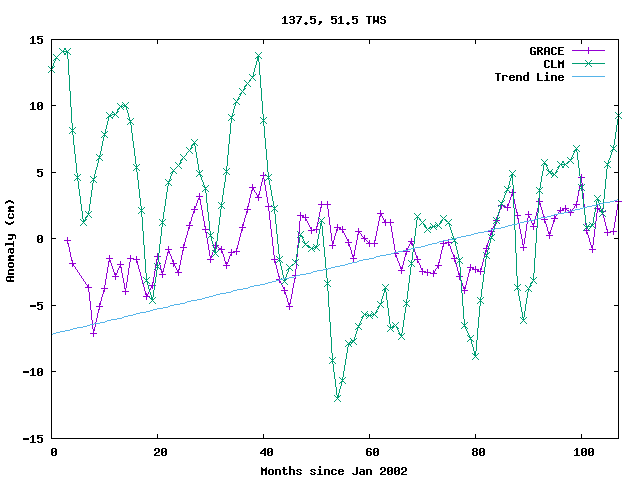 137.5, 51.5 TWS
GRACE
CLM
Trend Line
15
10
5
0
-5
-10
-15
Anomaly (cm)
0 20 40 60 80 100
Months since Jan 2002